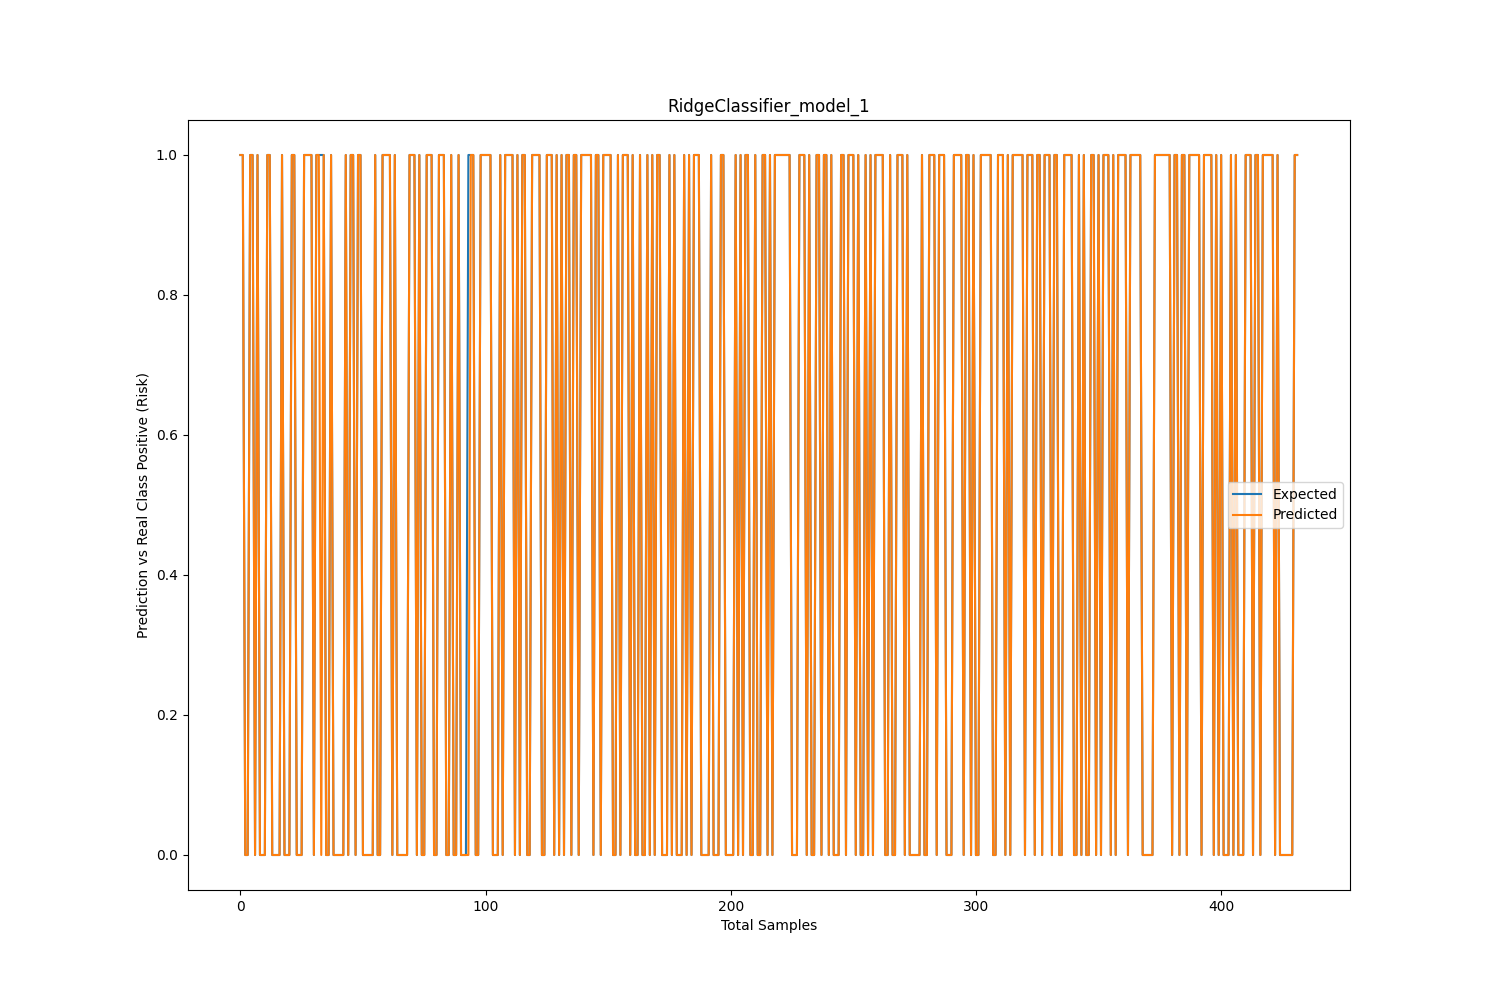 RidgeClassifier_model_1
1.0
0.8
0.6
0.4
0.2
0.0
Prediction vs Real Class Positive (Risk)
Expected
Predicted
0
100
200
300
400
Total Samples